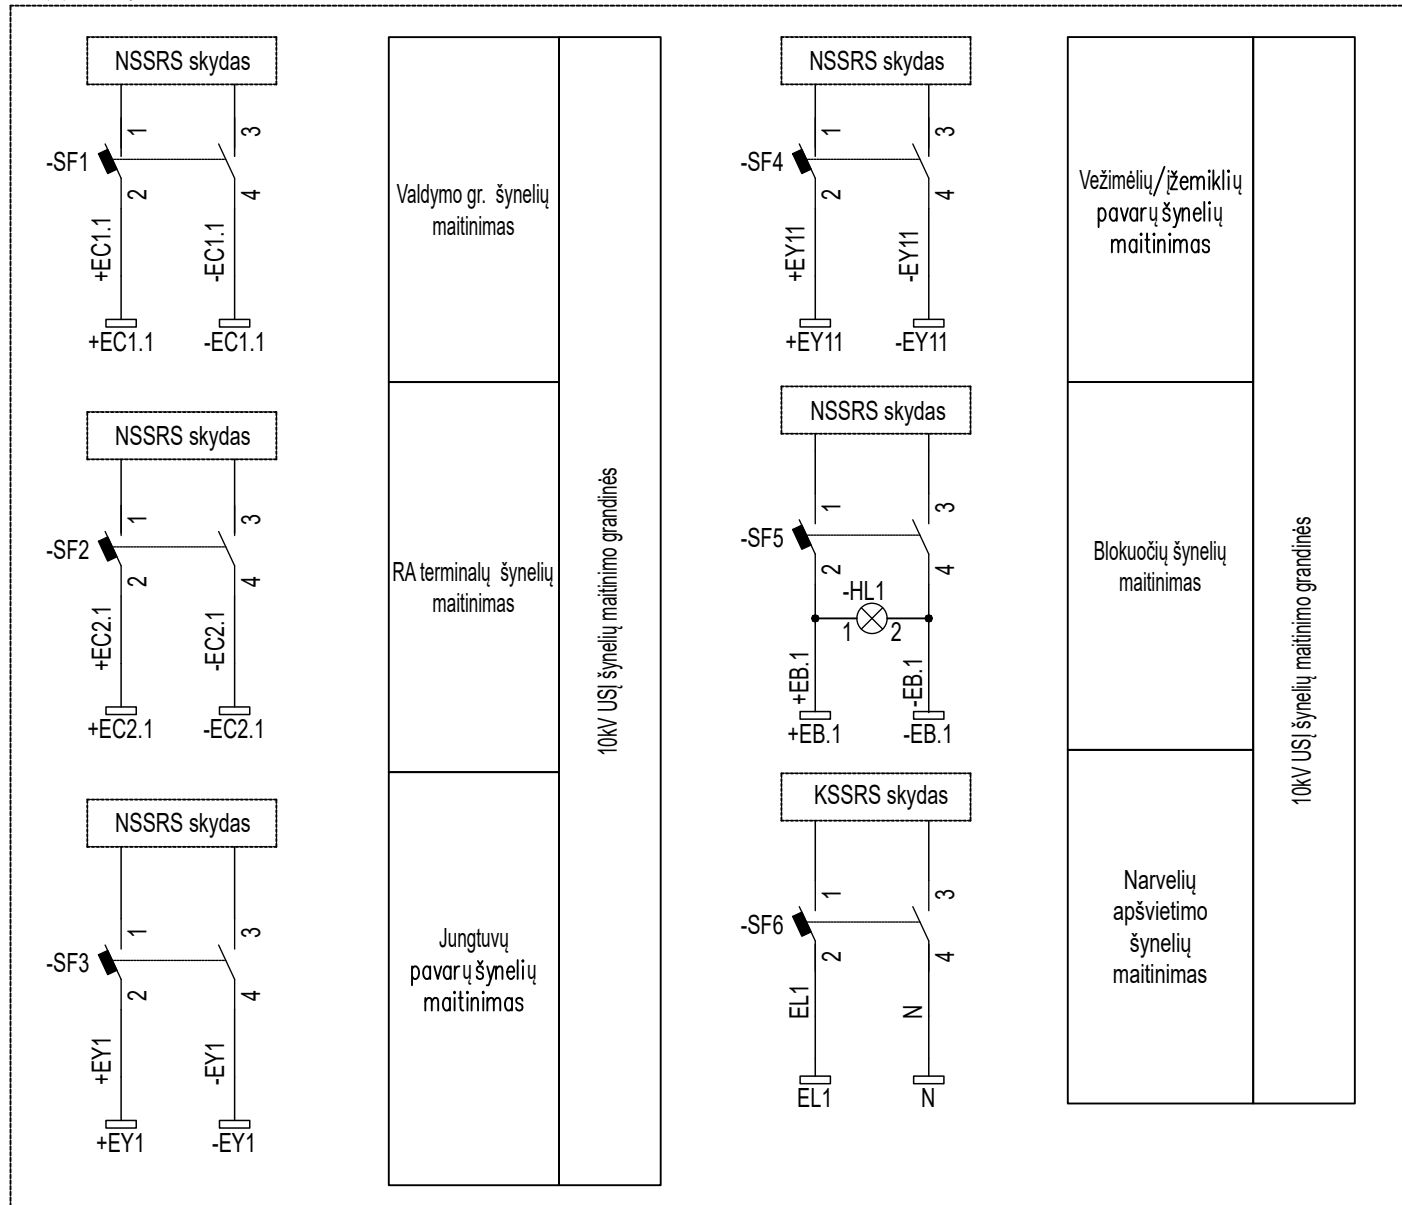 NSSRS skydas
1
3
-SF1
2
4
+EC1.1
-EC1.1
+EC1.1
-EC1.1
Valdymo gr. šynelių
maitinimas
NSSRS skydas
1
3
-SF2
2
4
+EC2.1
-EC2.1
+EC2.1
-EC2.1
RA terminalų šynelių
maitinimas
NSSRS skydas
1
3
-SF3
2
4
+EY1
-EY1
+EY1
-EY1
Jungtuvų
pavarų šynelių
maitinimas
10kV USĮ šynelių maitinimo grandinės
NSSRS skydas
1
3
-SF4
2
4
+EY11
-EY11
+EY11
-EY11
Vežimėlių/įžemiklių
pavarų šynelių
maitinimas
NSSRS skydas
1
3
-SF5
2
4
-HL1
1
2
+EB.1
-EB.1
+EB.1
-EB.1
Blokuočių šynelių
maitinimas
KSSRS skydas
1
3
-SF6
2
4
EL1
N
EL1
N
Narvelių
apšvietimo
šynelių
maitinimas
10kV USĮ šynelių maitinimo grandinės